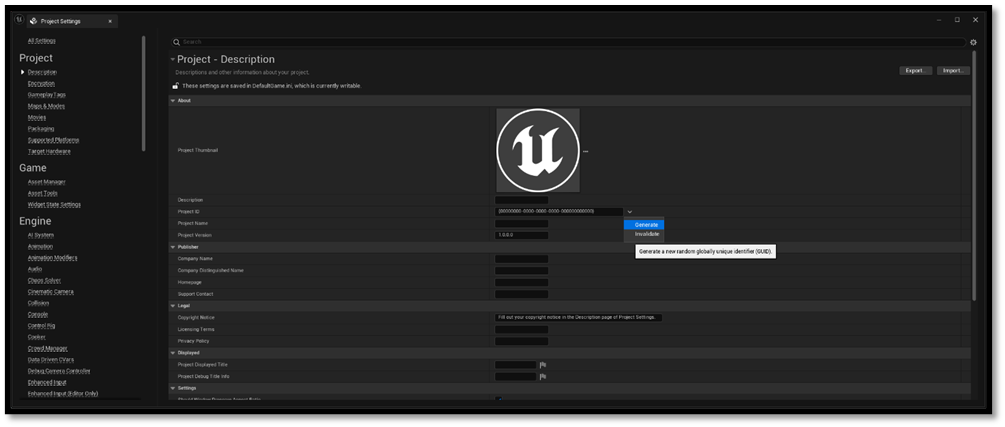 Project Settings
All Settings
Project
Description
Encryption
GameplayTags
Maps & Modes
Movies
Packaging
Supported Platforms
Target Hardware
Game
Asset Manager
Asset Tools
Widget State Settings
Engine
AI System
Animation
Animation Modifiers
Audio
Chaos Solver
Cinematic Camera
Collision
Console
Control Rig
Cooker
Crowd Manager
Data Driven CVars
Debug Camera Controller
Enhanced Input
Enhanced Input (Editor Only)
Search
Project - Description
Descriptions and other information about your project.
Export...
Import...
These settings are saved in DefaultGame.ini, which is currently writable.
About
Project Thumbnail
Description
Project ID
{00000000-0000-0000-0000-000000000000}
Generate
Invalidate
Generate a new random globally unique identifier (GUID).
Project Name
Project Version
1.0.0.0
Publisher
Company Name
Company Distinguished Name
Homepage
Support Contact
Legal
Copyright Notice
Fill out your copyright notice in the Description page of Project Settings.
Licensing Terms
Privacy Policy
Displayed
Project Displayed Title
Project Debug Title Info
Settings